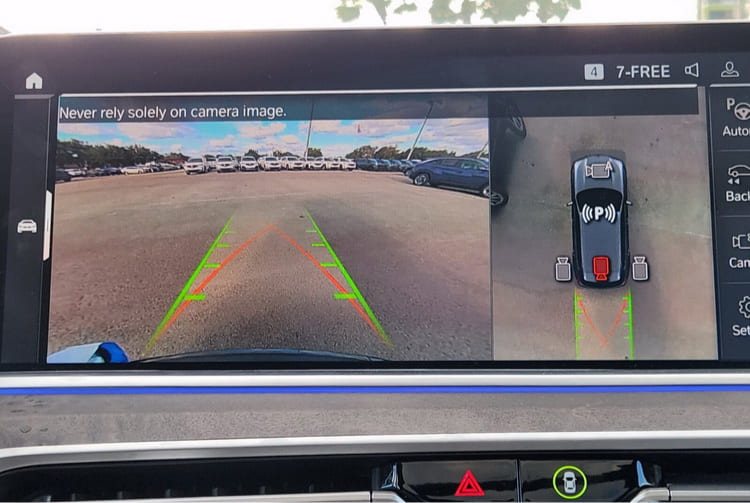 4 7-FREE
Never rely solely on camera image.
P
Auto
A
((P))
Back
Cam
Set